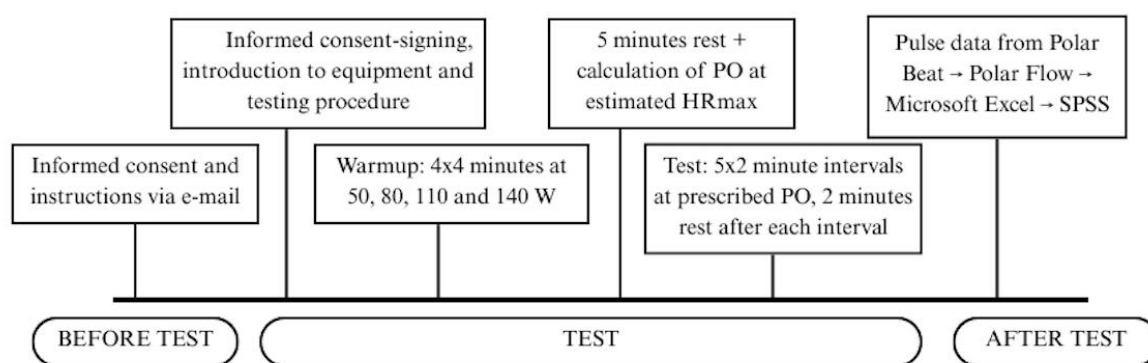 Informed consent-signing,
introduction to equipment and
testing procedure
5 minutes rest +
calculation of PO at
estimated HRmax
Pulse data from Polar
Beat → Polar Flow →
Microsoft Excel → SPSS
Informed consent and
instructions via e-mail
Warmup: 4x4 minutes at
50, 80, 110 and 140 W
Test: 5x2 minute intervals
at prescribed PO, 2 minutes
rest after each interval
BEFORE TEST
TEST
AFTER TEST